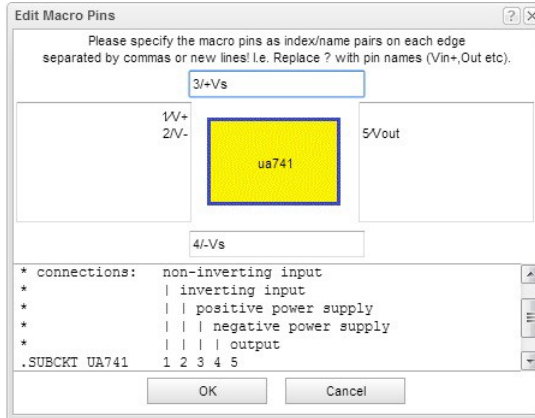 Edit Macro Pins
Please specify the macro pins as index/name pairs on each edge
separated by commas or new lines! I.e. Replace ? with pin names (Vin+,Out etc).
3/+Vs
1/V+
2/V-
ua741
5/Vout
4/-Vs
* connections: non-inverting input
* | inverting input
* | | positive power supply
* | | | negative power supply
* | | | | output
.SUBCKT UA741 1 2 3 4 5
OK Cancel